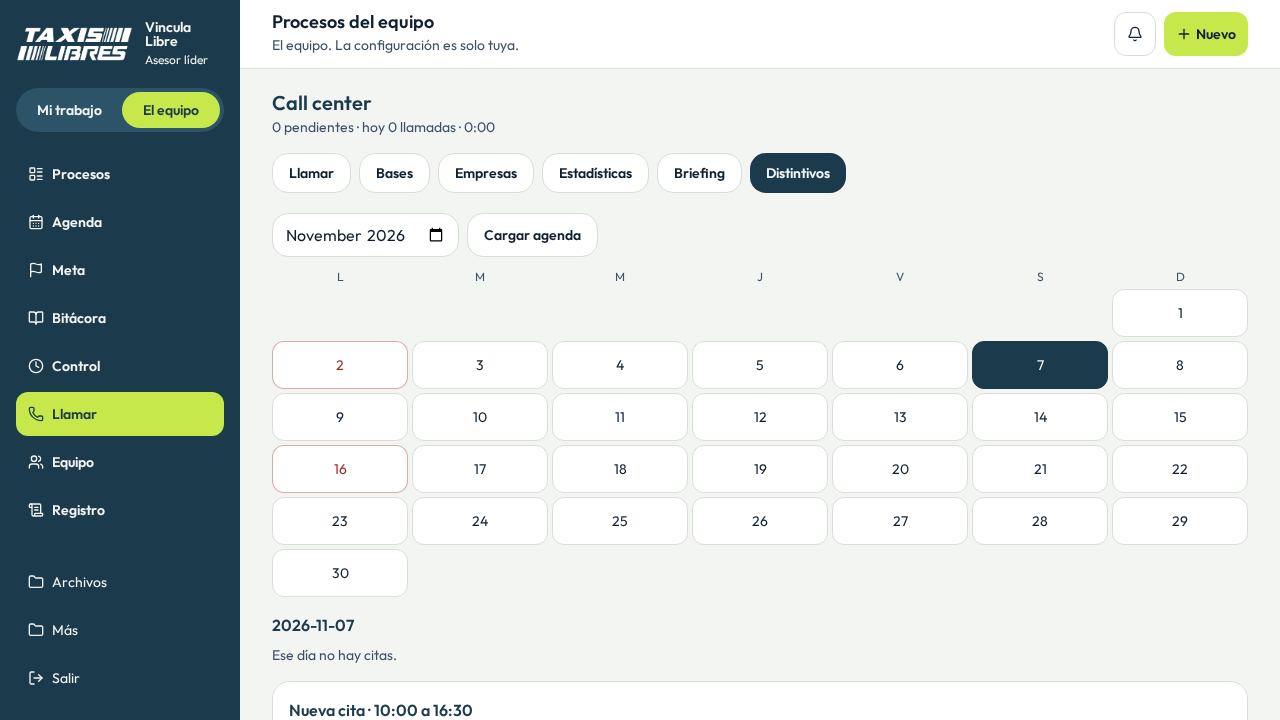 TAXIS
LIBRES
Vincula
Libre
Asesor líder
Mi trabajo
El equipo
Procesos
Agenda
Meta
Bitácora
Control
Llamar
Equipo
Registro
Archivos
Más
Salir
Procesos del equipo
El equipo. La configuración es solo tuya.
Nuevo
Call center
0 pendientes · hoy 0 llamadas · 0:00
Llamar
Bases
Empresas
Estadísticas
Briefing
Distintivos
November 2026
Cargar agenda
L M M J V S D
1
2 3 4 5 6 7 8
9 10 11 12 13 14 15
16 17 18 19 20 21 22
23 24 25 26 27 28 29
30
2026-11-07
Ese día no hay citas.
Nueva cita · 10:00 a 16:30